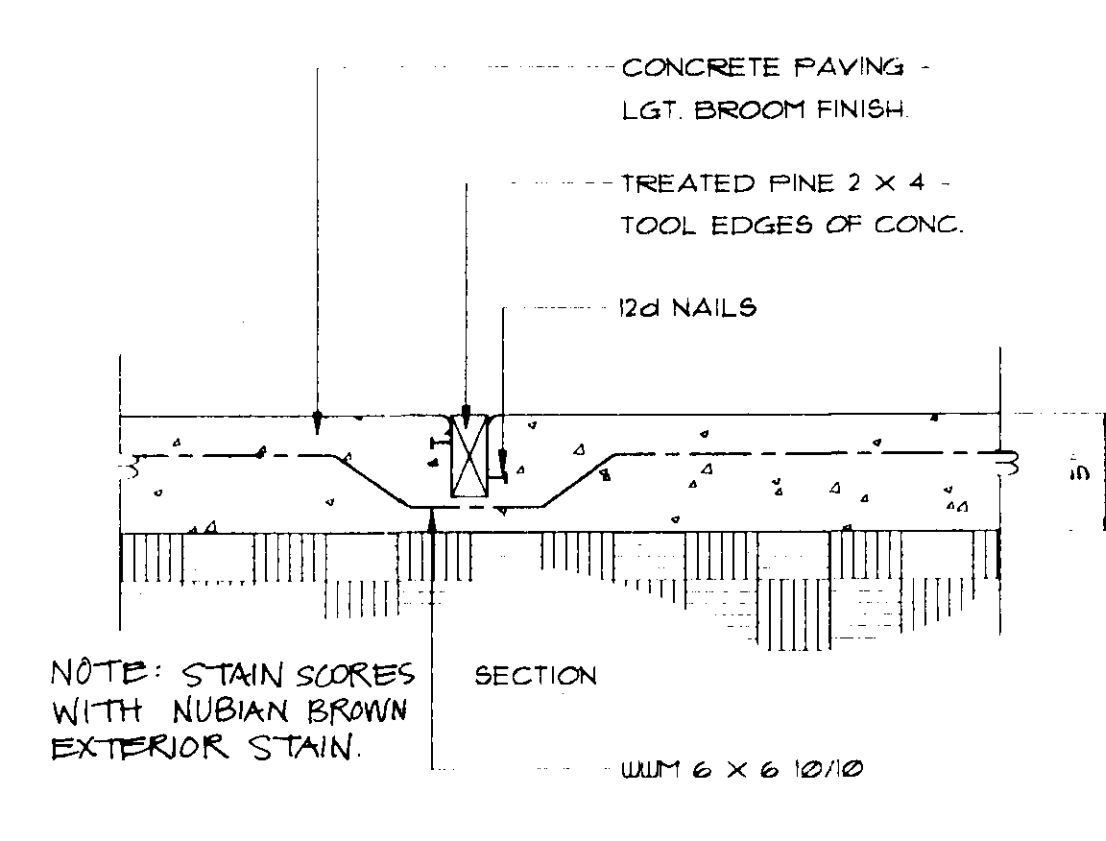 CONCRETE PAVING -
LGT. BROOM FINISH.
TREATED PINE 2 X 4 -
TOOL EDGES OF CONC.
12d NAILS
5"
NOTE: STAIN SCORES
WITH NUBIAN BROWN
EXTERIOR STAIN.
SECTION
WWM 6 X 6 10/10